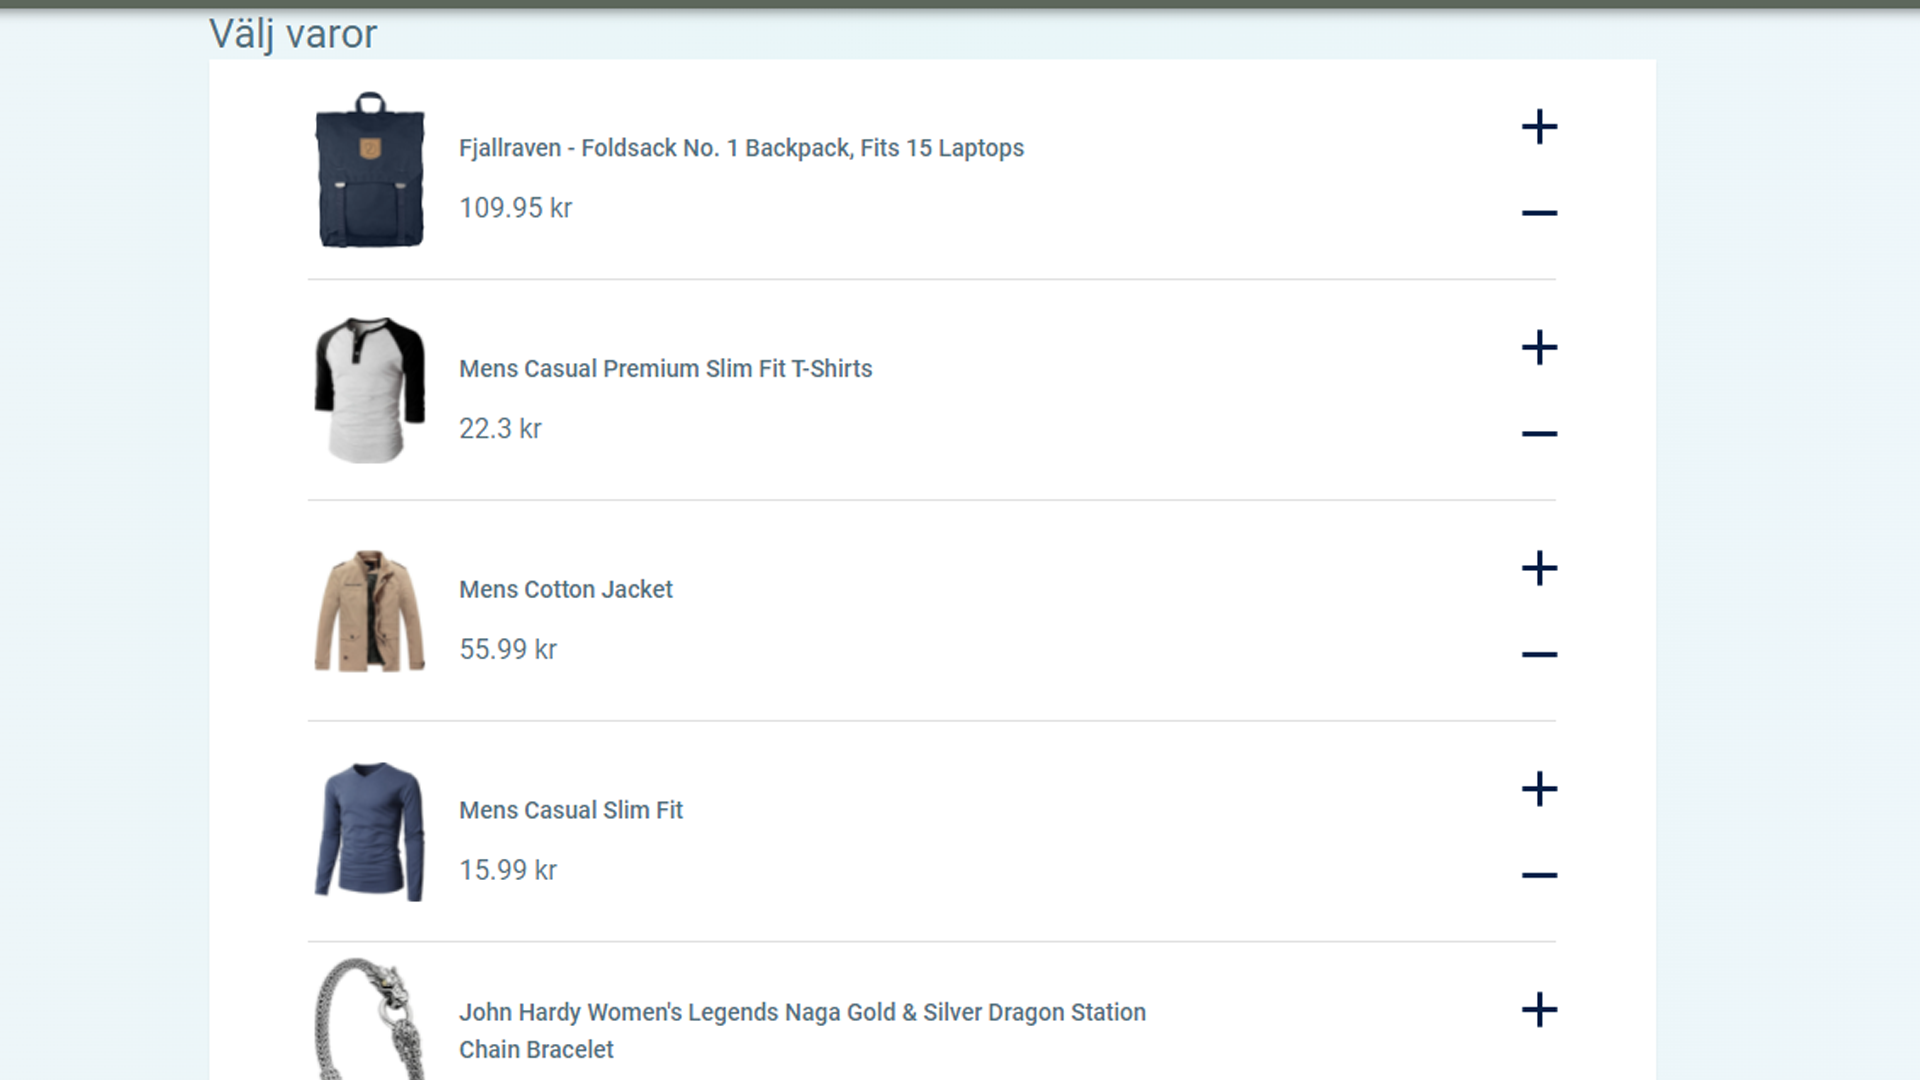 Välj varor
Fjallraven - Foldsack No. 1 Backpack, Fits 15 Laptops
109.95 kr
Mens Casual Premium Slim Fit T-Shirts
22.3 kr
Mens Cotton Jacket
55.99 kr
Mens Casual Slim Fit
15.99 kr
John Hardy Women's Legends Naga Gold & Silver Dragon Station
Chain Bracelet